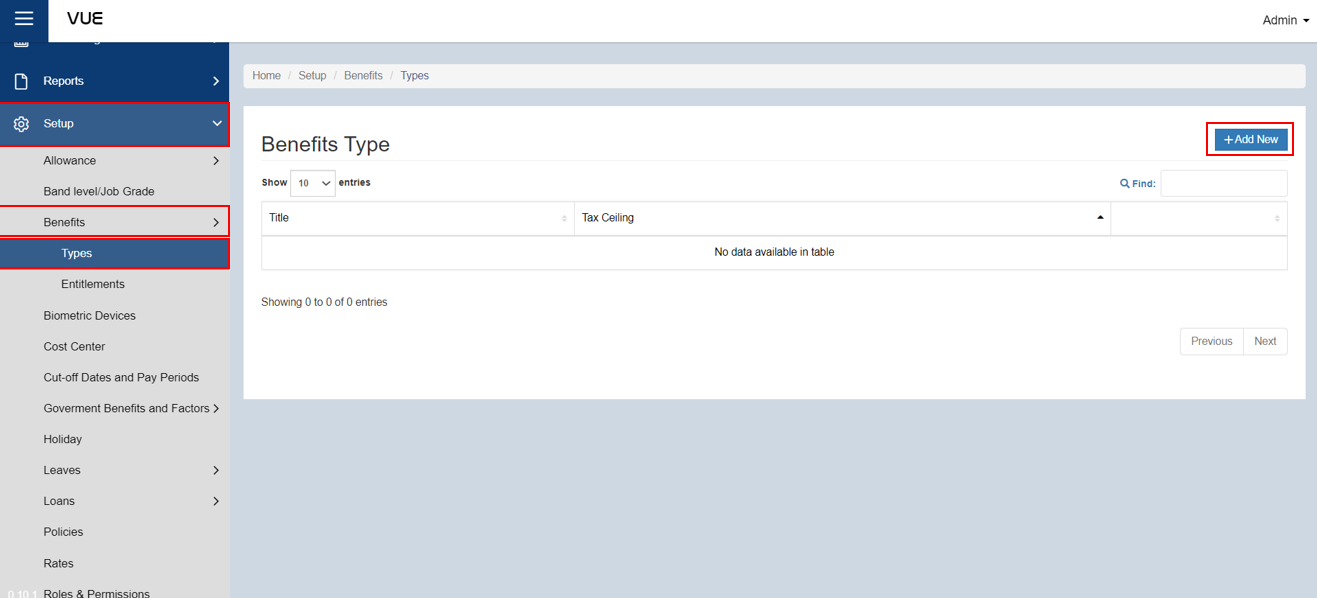 VUE
Admin
Reports
Setup
Allowance
Band level/Job Grade
Benefits
Types
Entitlements
Biometric Devices
Cost Center
Cut-off Dates and Pay Periods
Goverment Benefits and Factors
Holiday
Leaves
Loans
Policies
Rates
Roles & Permissions
0.10.1
Home / Setup / Benefits / Types
Benefits Type
+Add New
Show 10 entries
Find:
Title Tax Ceiling
No data available in table
Showing 0 to 0 of 0 entries
Previous Next